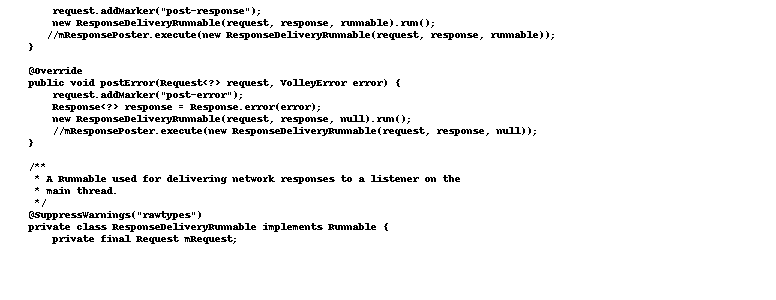 request.addMarker("post-response");
new ResponseDeliveryRunnable(request, response, runnable).run();
//mResponsePoster.execute(new ResponseDeliveryRunnable(request, response, runnable));
}
@Override
public void postError(Request<?> request, VolleyError error) {
request.addMarker("post-error");
Response<?> response = Response.error(error);
new ResponseDeliveryRunnable(request, response, null).run();
//mResponsePoster.execute(new ResponseDeliveryRunnable(request, response, null));
}
/**
* A Runnable used for delivering network responses to a listener on the
* main thread.
*/
@SuppressWarnings("rawtypes")
private class ResponseDeliveryRunnable implements Runnable {
private final Request mRequest;